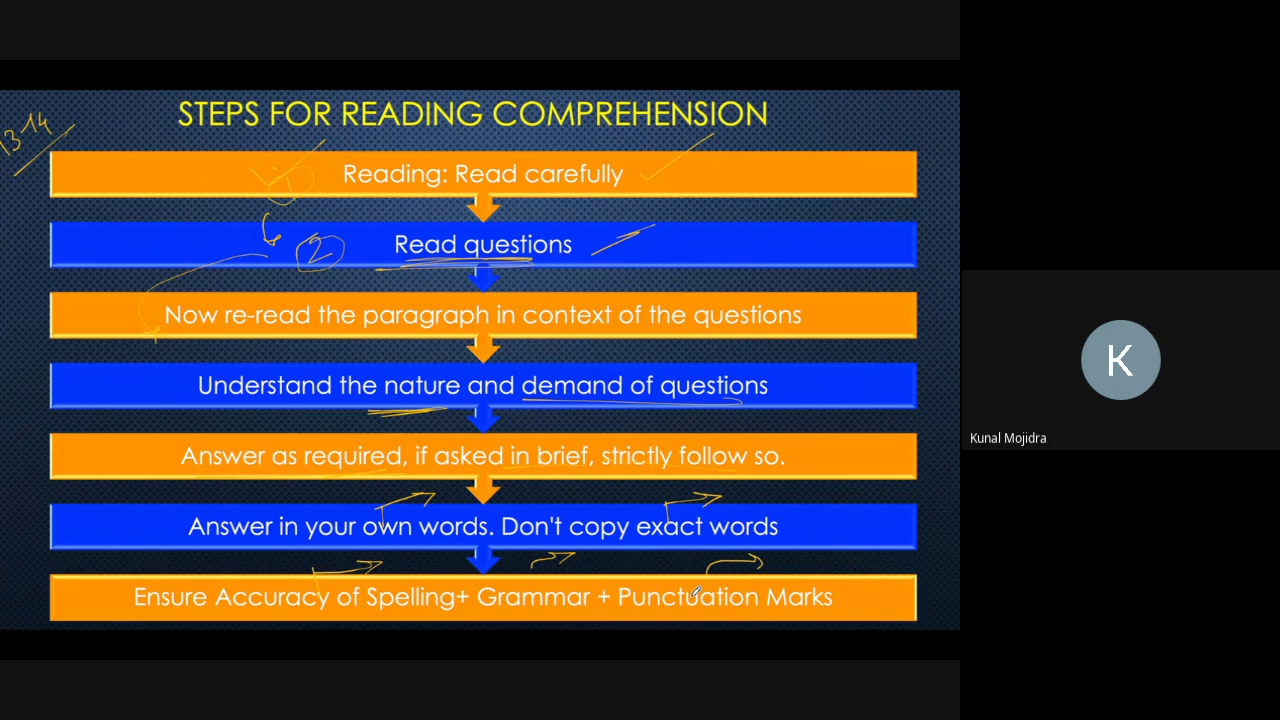 STEPS FOR READING COMPREHENSION
13-14
Reading: Read carefully
1
2
Read questions
Now re-read the paragraph in context of the questions
Understand the nature and demand of questions
Answer as required, if asked in brief, strictly follow so.
Answer in your own words. Don't copy exact words
Ensure Accuracy of Spelling+ Grammar + Punctuation Marks
K
Kunal Mojidra